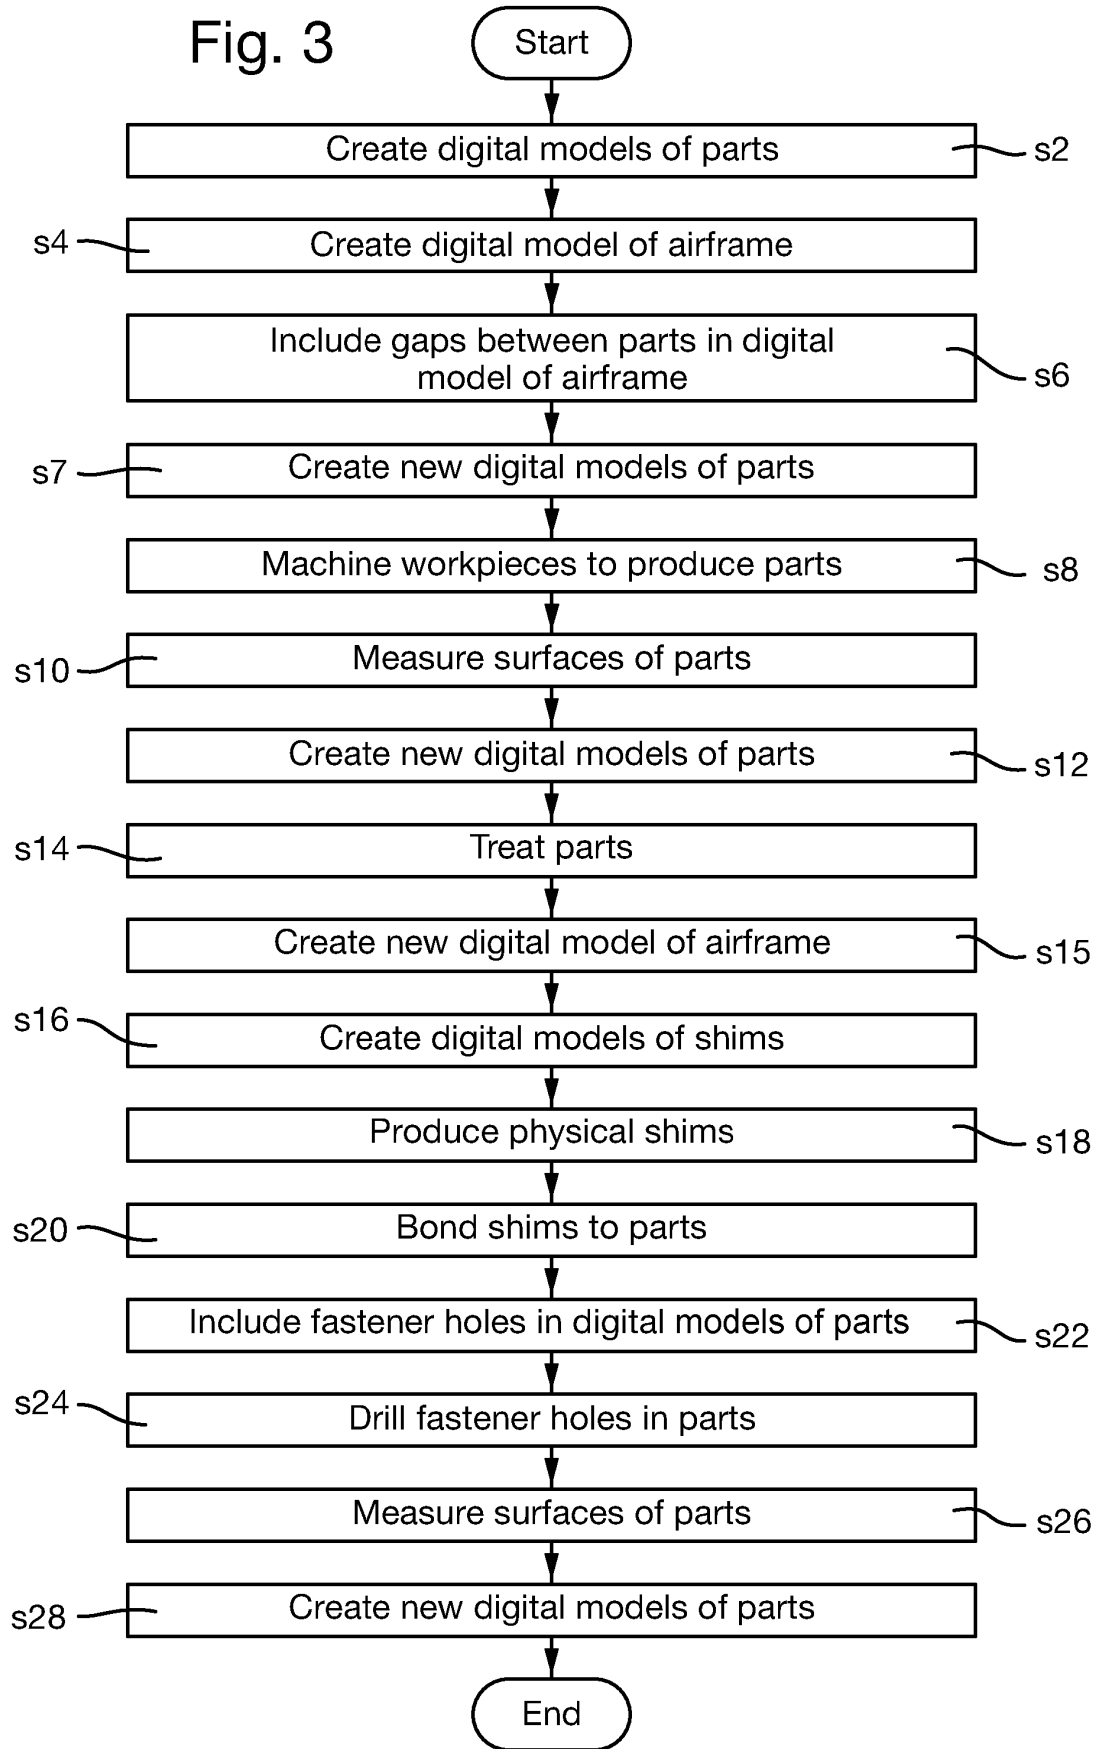 Fig. 3
Start
Create digital models of parts
s2
s4
Create digital model of airframe
Include gaps between parts in digital
model of airframe
s6
s7
Create new digital models of parts
Machine workpieces to produce parts
s8
s10
Measure surfaces of parts
Create new digital models of parts
s12
s14
Treat parts
Create new digital model of airframe
s15
s16
Create digital models of shims
Produce physical shims
s18
s20
Bond shims to parts
Include fastener holes in digital models of parts
s22
s24
Drill fastener holes in parts
Measure surfaces of parts
s26
s28
Create new digital models of parts
End